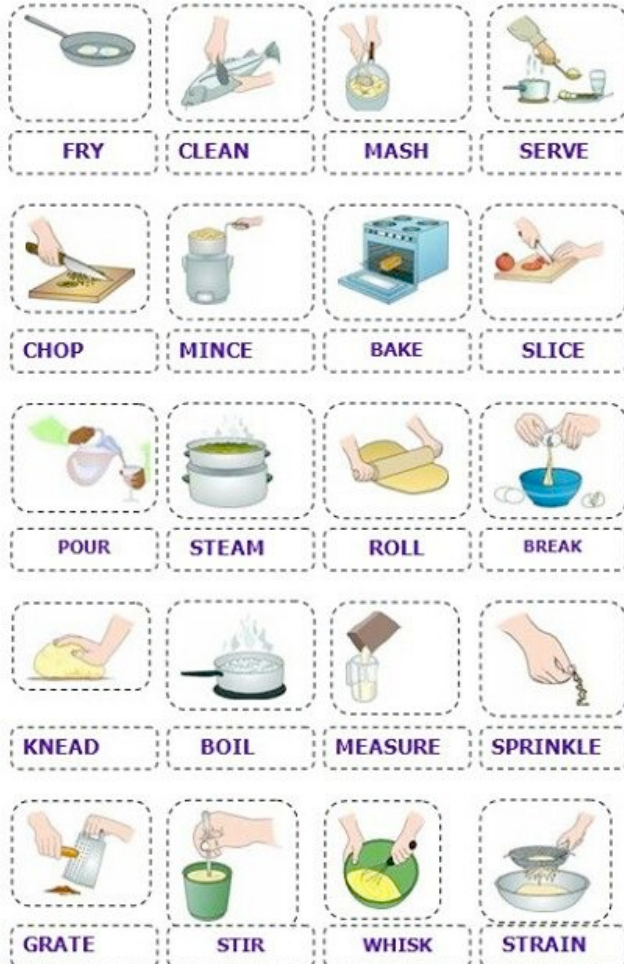 FRY CLEAN MASH SERVE
CHOP MINCE BAKE SLICE
POUR STEAM ROLL BREAK
KNEAD BOIL MEASURE SPRINKLE
GRATE STIR WHISK STRAIN